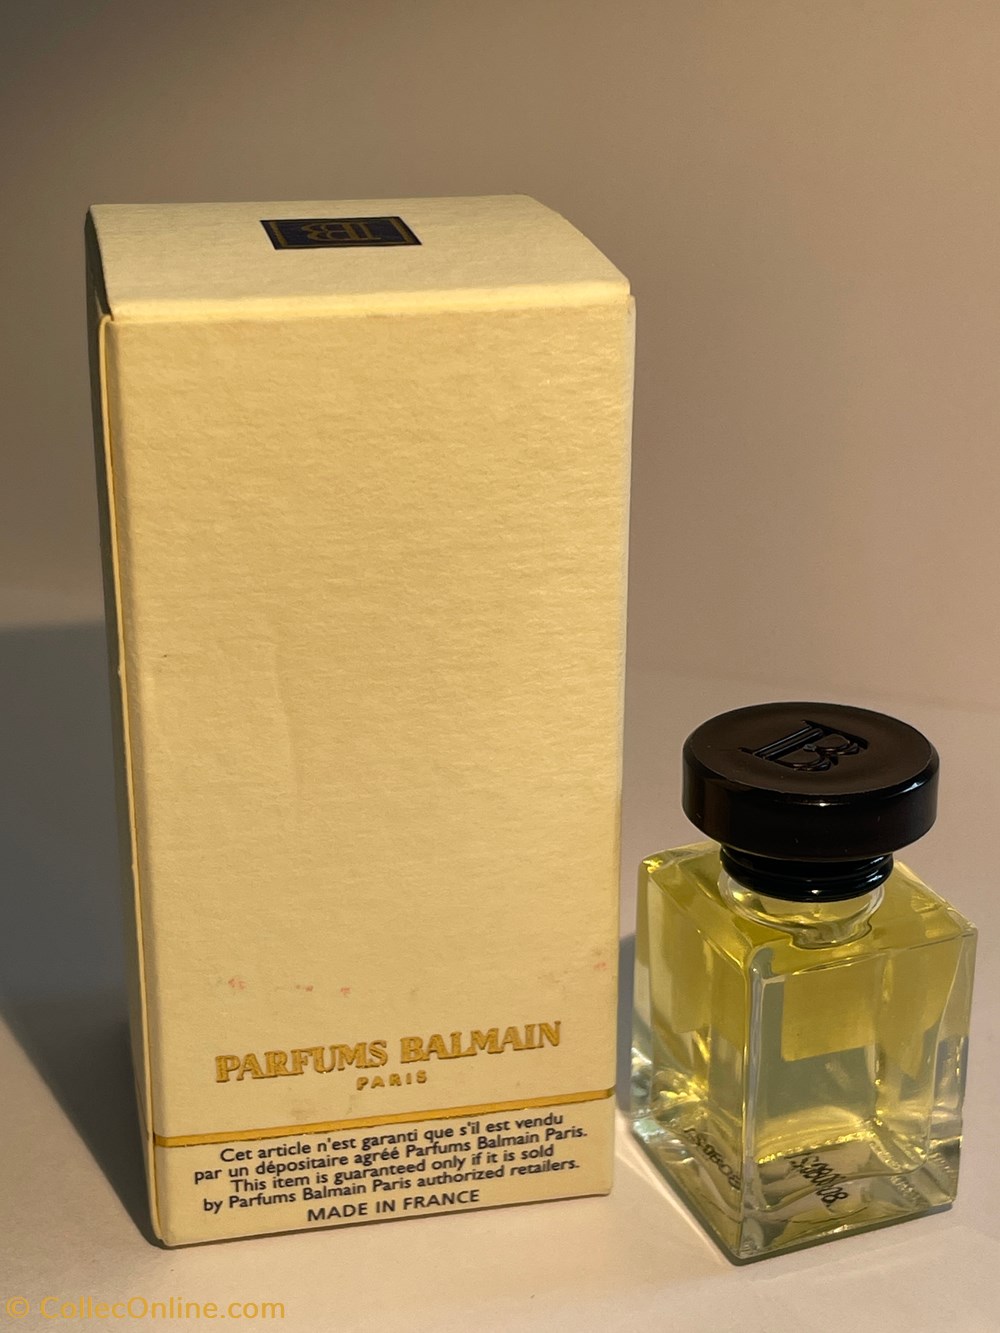 B
PARFUMS BALMAIN
PARIS
Cet article n'est garanti que s'il est vendu
par un dépositaire agréé Parfums Balmain Paris.
This item is guaranteed only if it is sold
by Parfums Balmain Paris authorized retailers.
MADE IN FRANCE
© CollecOnline.com